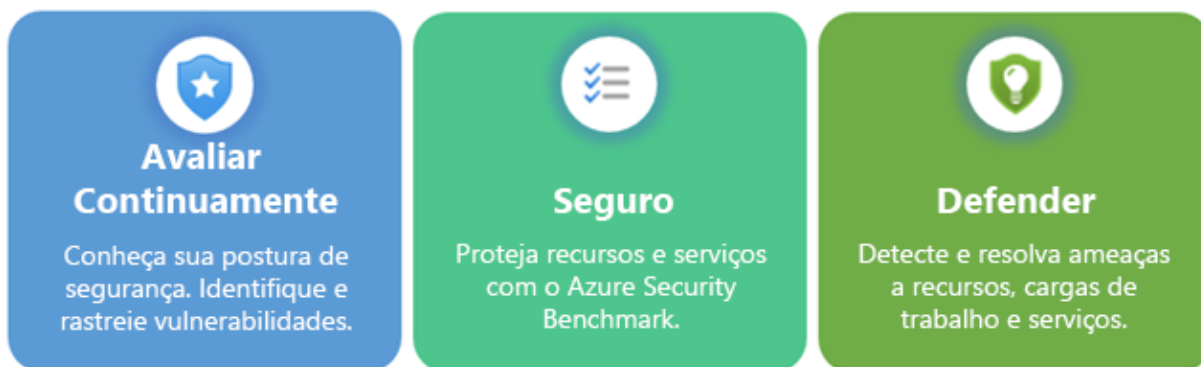 Avaliar
Continuamente
Conheça sua postura de
segurança. Identifique e
rastreie vulnerabilidades.
Seguro
Proteja recursos e serviços
com o Azure Security
Benchmark.
Defender
Detecte e resolva ameaças
a recursos, cargas de
trabalho e serviços.